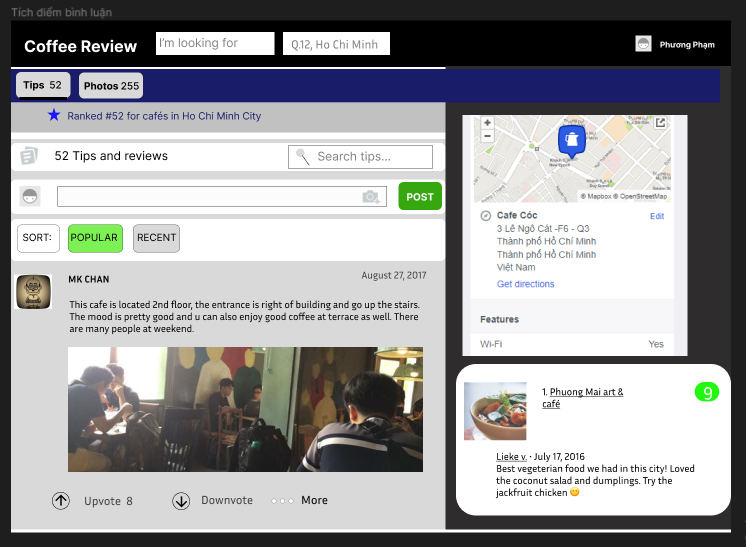 Tích điểm bình luận
Coffee Review
I'm looking for
Q.12, Ho Chi Minh
Phương Phạm
Tips 52
Photos 255
Ranked #52 for cafés in Ho Chi Minh City
52 Tips and reviews
Search tips...
POST
SORT:
POPULAR
RECENT
MK CHAN
August 27, 2017
This cafe is located 2nd floor, the entrance is right of building and go up the stairs.
The mood is pretty good and u can also enjoy good coffee at terrace as well. There
are many people at weekend.
Upvote 8
Downvote
More
© Mapbox © OpenStreetMap
Cafe Cóc
Edit
3 Lê Ngô Cát -F6 - Q3
Thành phố Hồ Chí Minh
Thành phố Hồ Chí Minh
Việt Nam
Get directions
Features
Wi-Fi
Yes
1. Phuong Mai art &
café
9
Lieke v. · July 17, 2016
Best vegeterian food we had in this city! Loved
the coconut salad and dumplings. Try the
jackfruit chicken 😋